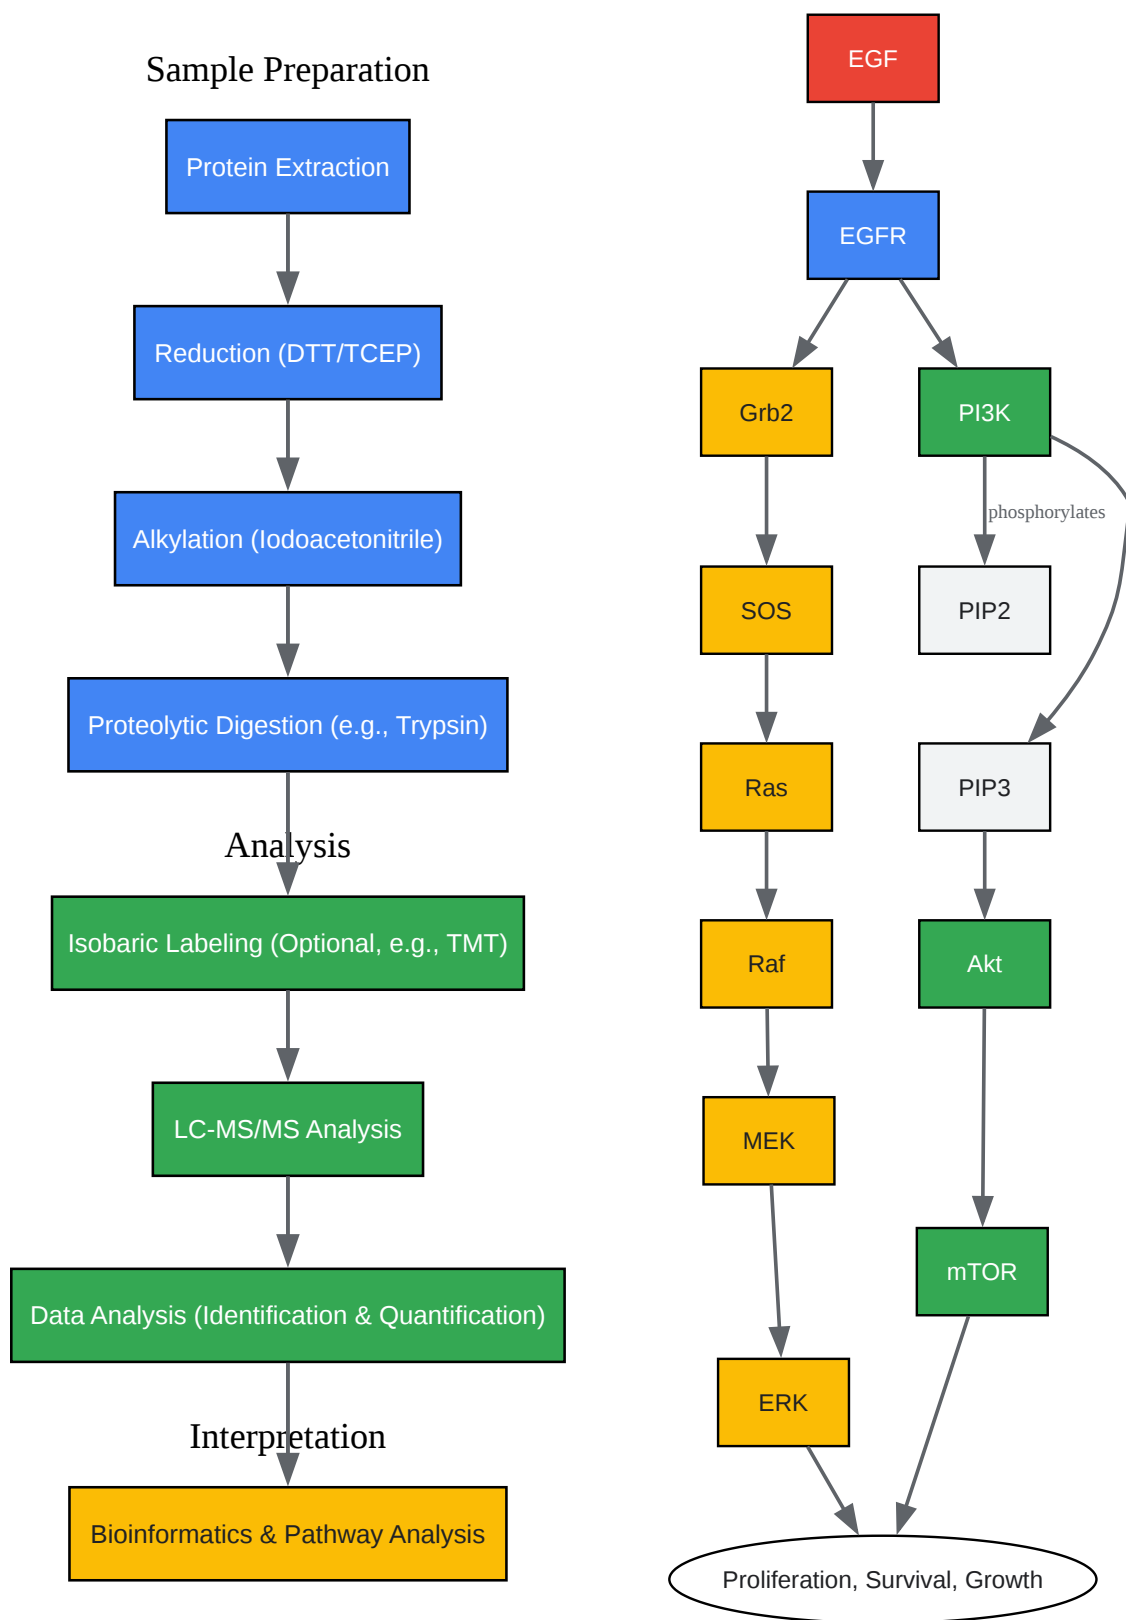 Sample Preparation
Protein Extraction
Reduction (DTT/TCEP)
Alkylation (Iodoacetonitrile)
Proteolytic Digestion (e.g., Trypsin)
Analysis
Isobaric Labeling (Optional, e.g., TMT)
LC-MS/MS Analysis
Data Analysis (Identification & Quantification)
Interpretation
Bioinformatics & Pathway Analysis
EGF
EGFR
Grb2
PI3K
phosphorylates
SOS
PIP2
Ras
PIP3
Raf
Akt
MEK
mTOR
ERK
Proliferation, Survival, Growth